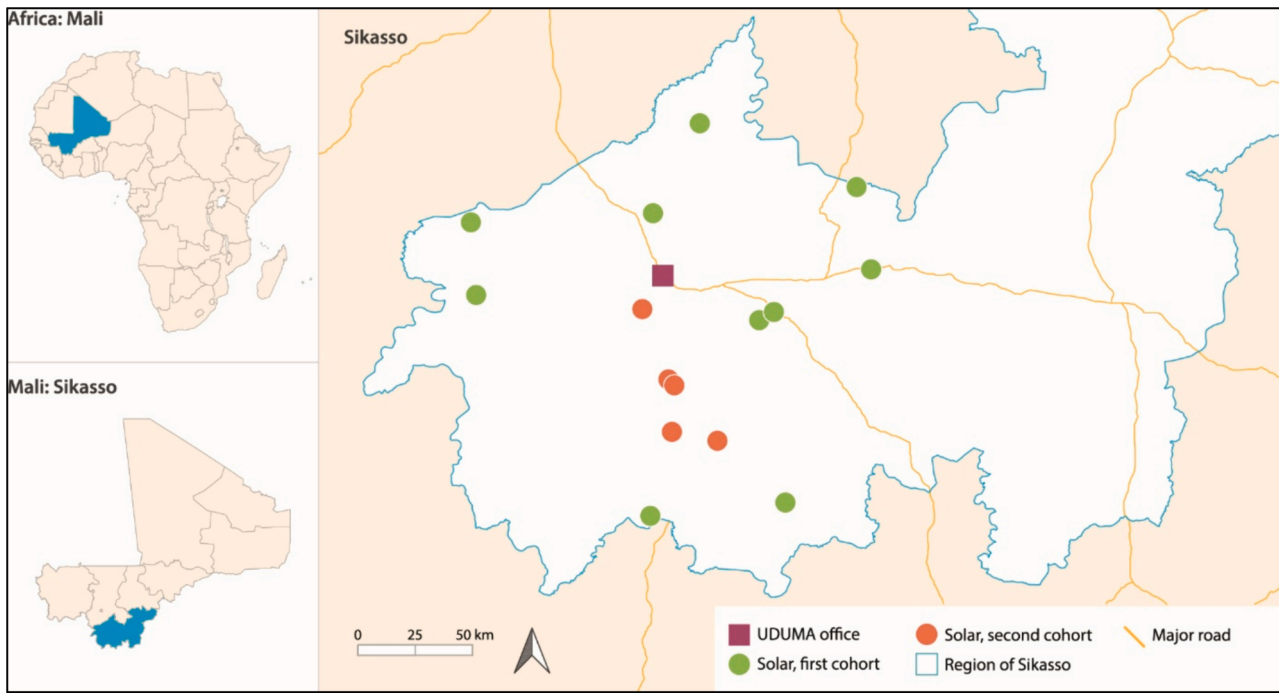 Africa: Mali
Sikasso
Mali: Sikasso
0 25 50 km
UDUMA office
Solar, second cohort
Major road
Solar, first cohort
Region of Sikasso